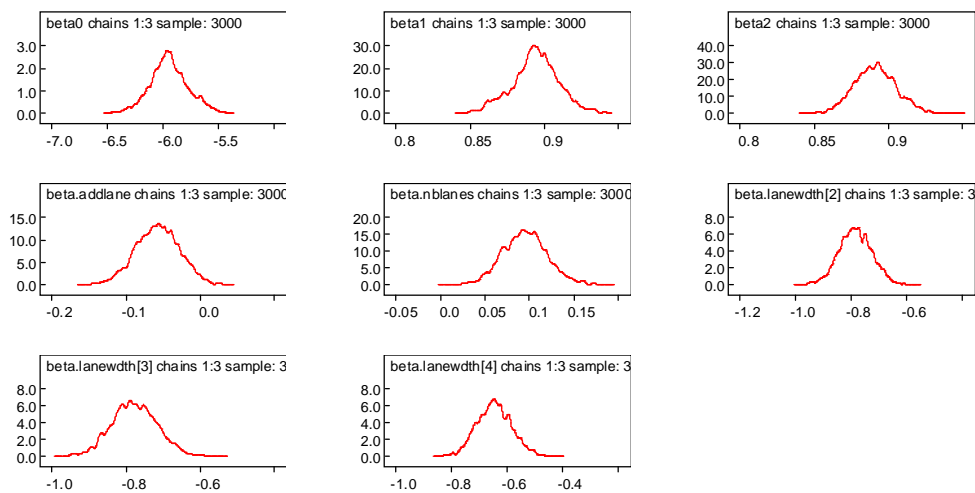 beta0 chains 1:3 sample: 3000
3.0
2.0
1.0
0.0
-7.0 -6.5 -6.0 -5.5
beta1 chains 1:3 sample: 3000
30.0
20.0
10.0
0.0
0.8 0.85 0.9
beta2 chains 1:3 sample: 3000
40.0
30.0
20.0
10.0
0.0
0.8 0.85 0.9
beta.addlane chains 1:3 sample: 3000
15.0
10.0
5.0
0.0
-0.2 -0.1 0.0
beta.nblanes chains 1:3 sample: 3000
20.0
15.0
10.0
5.0
0.0
-0.05 0.0 0.05 0.1 0.15
beta.lanewdth[2] chains 1:3 sample: 3
8.0
6.0
4.0
2.0
0.0
-1.2 -1.0 -0.8 -0.6
beta.lanewdth[3] chains 1:3 sample: 3
8.0
6.0
4.0
2.0
0.0
-1.0 -0.8 -0.6
beta.lanewdth[4] chains 1:3 sample: 3
8.0
6.0
4.0
2.0
0.0
-1.0 -0.8 -0.6 -0.4